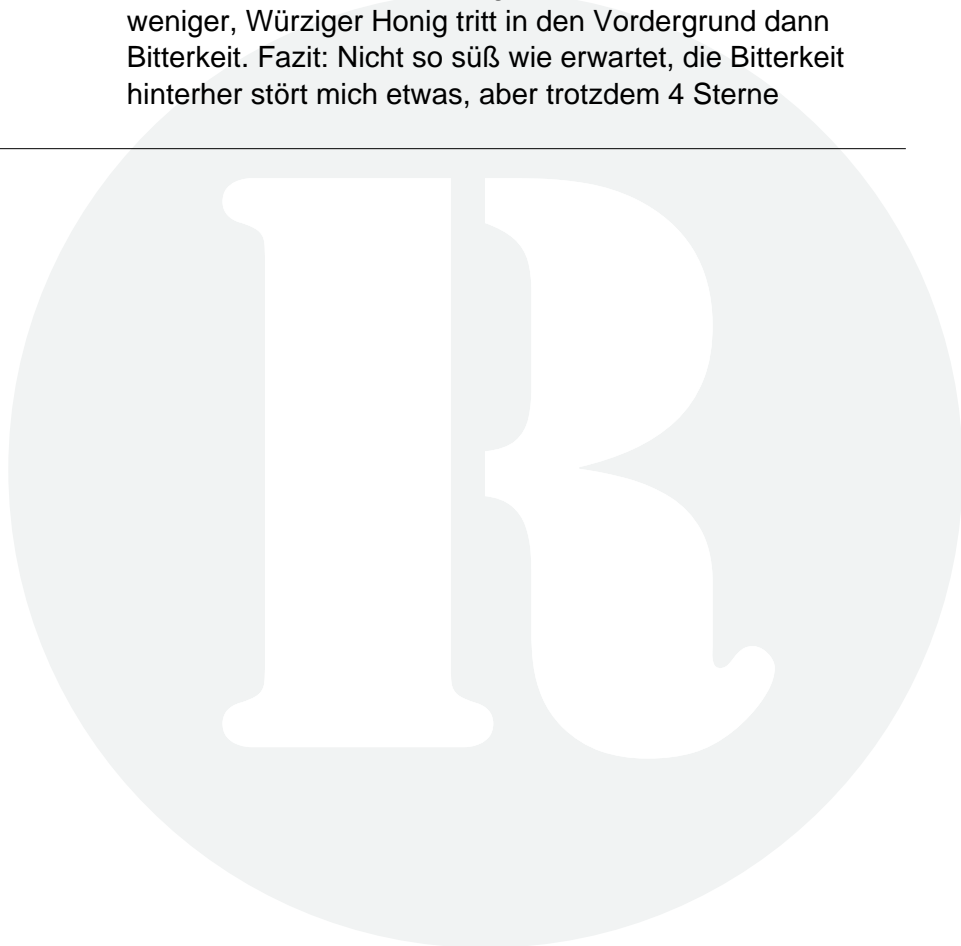 weniger, Würziger Honig tritt in den Vordergrund dann
Bitterkeit. Fazit: Nicht so süß wie erwartet, die Bitterkeit
hinterher stört mich etwas, aber trotzdem 4 Sterne
R